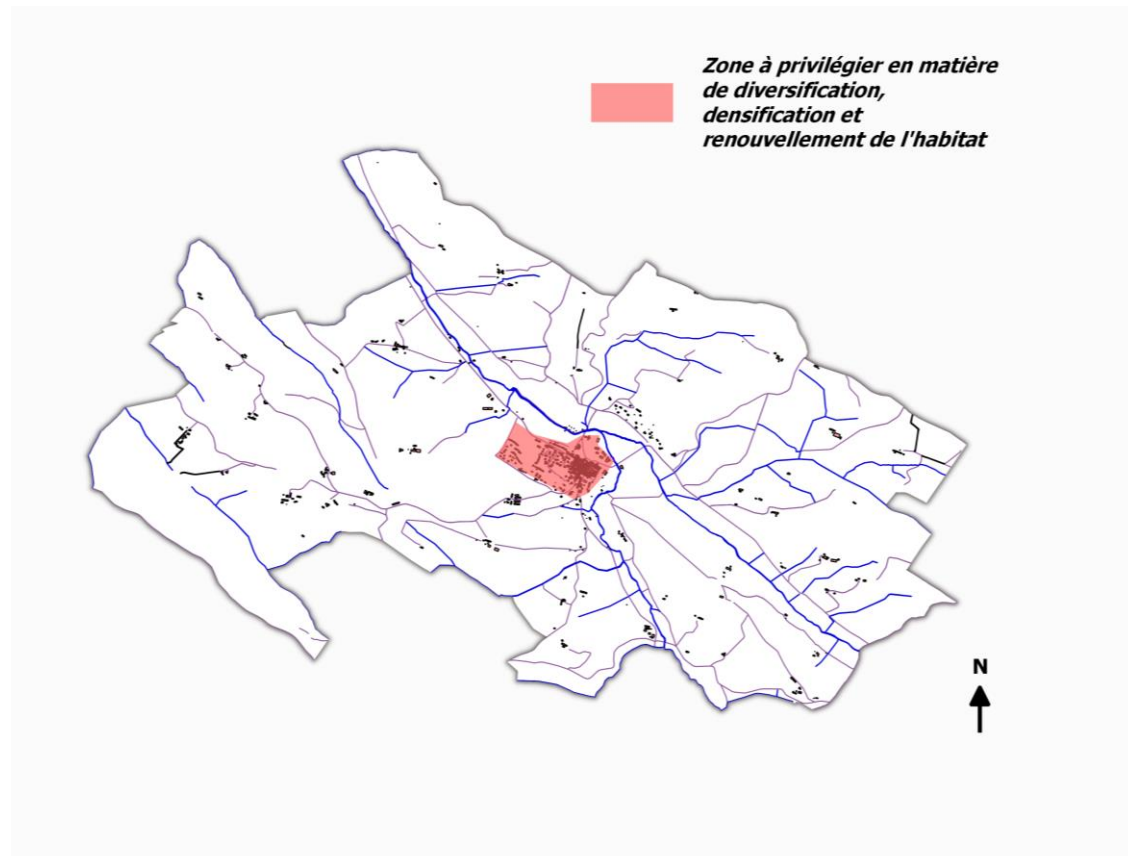 Zone à privilégier en matière
de diversification,
densification et
renouvellement de l'habitat
N